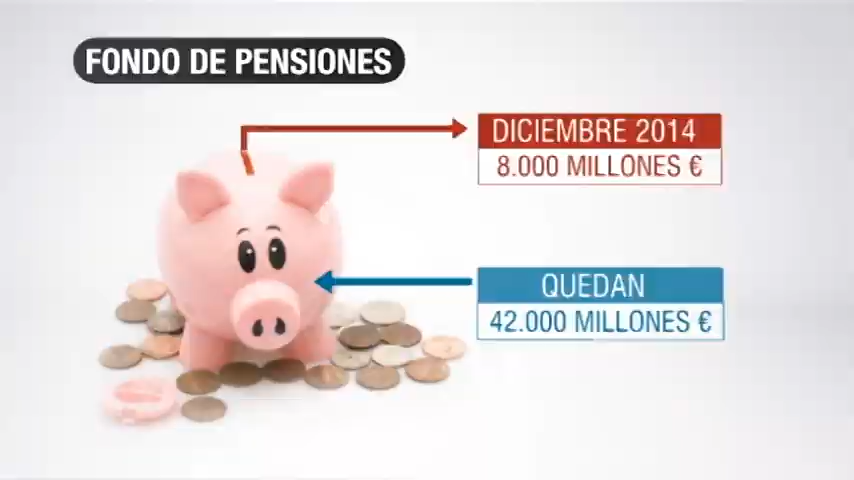 FONDO DE PENSIONES
DICIEMBRE 2014
8.000 MILLONES €
QUEDAN
42.000 MILLONES €